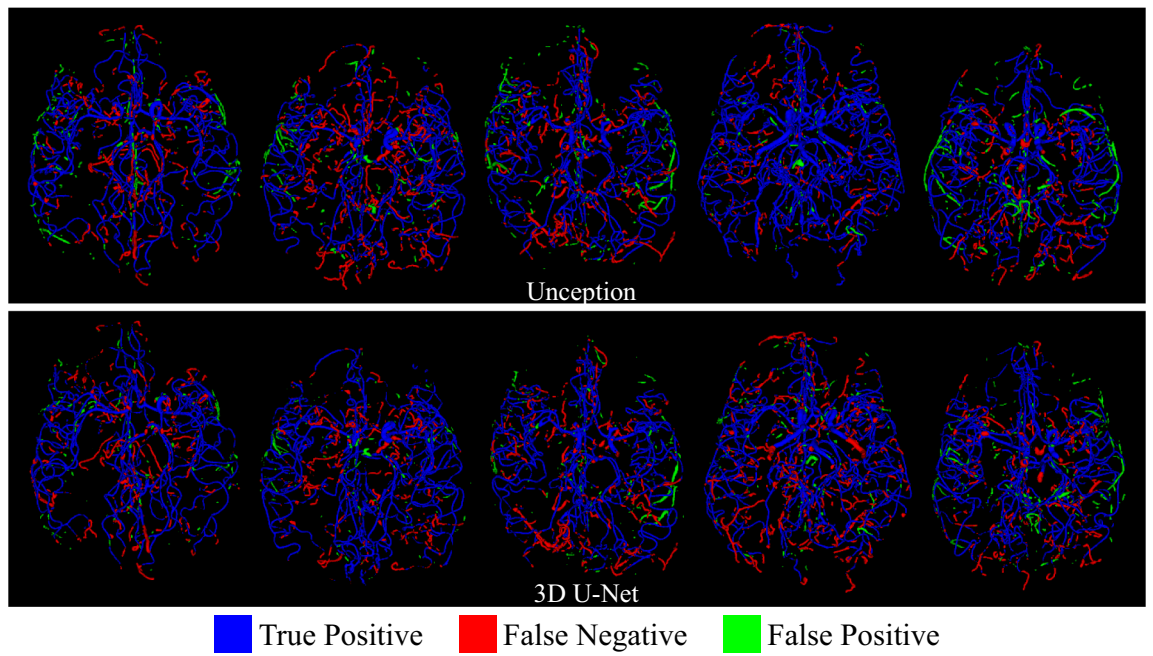 Unception
3D U-Net
True Positive
False Negative
False Positive